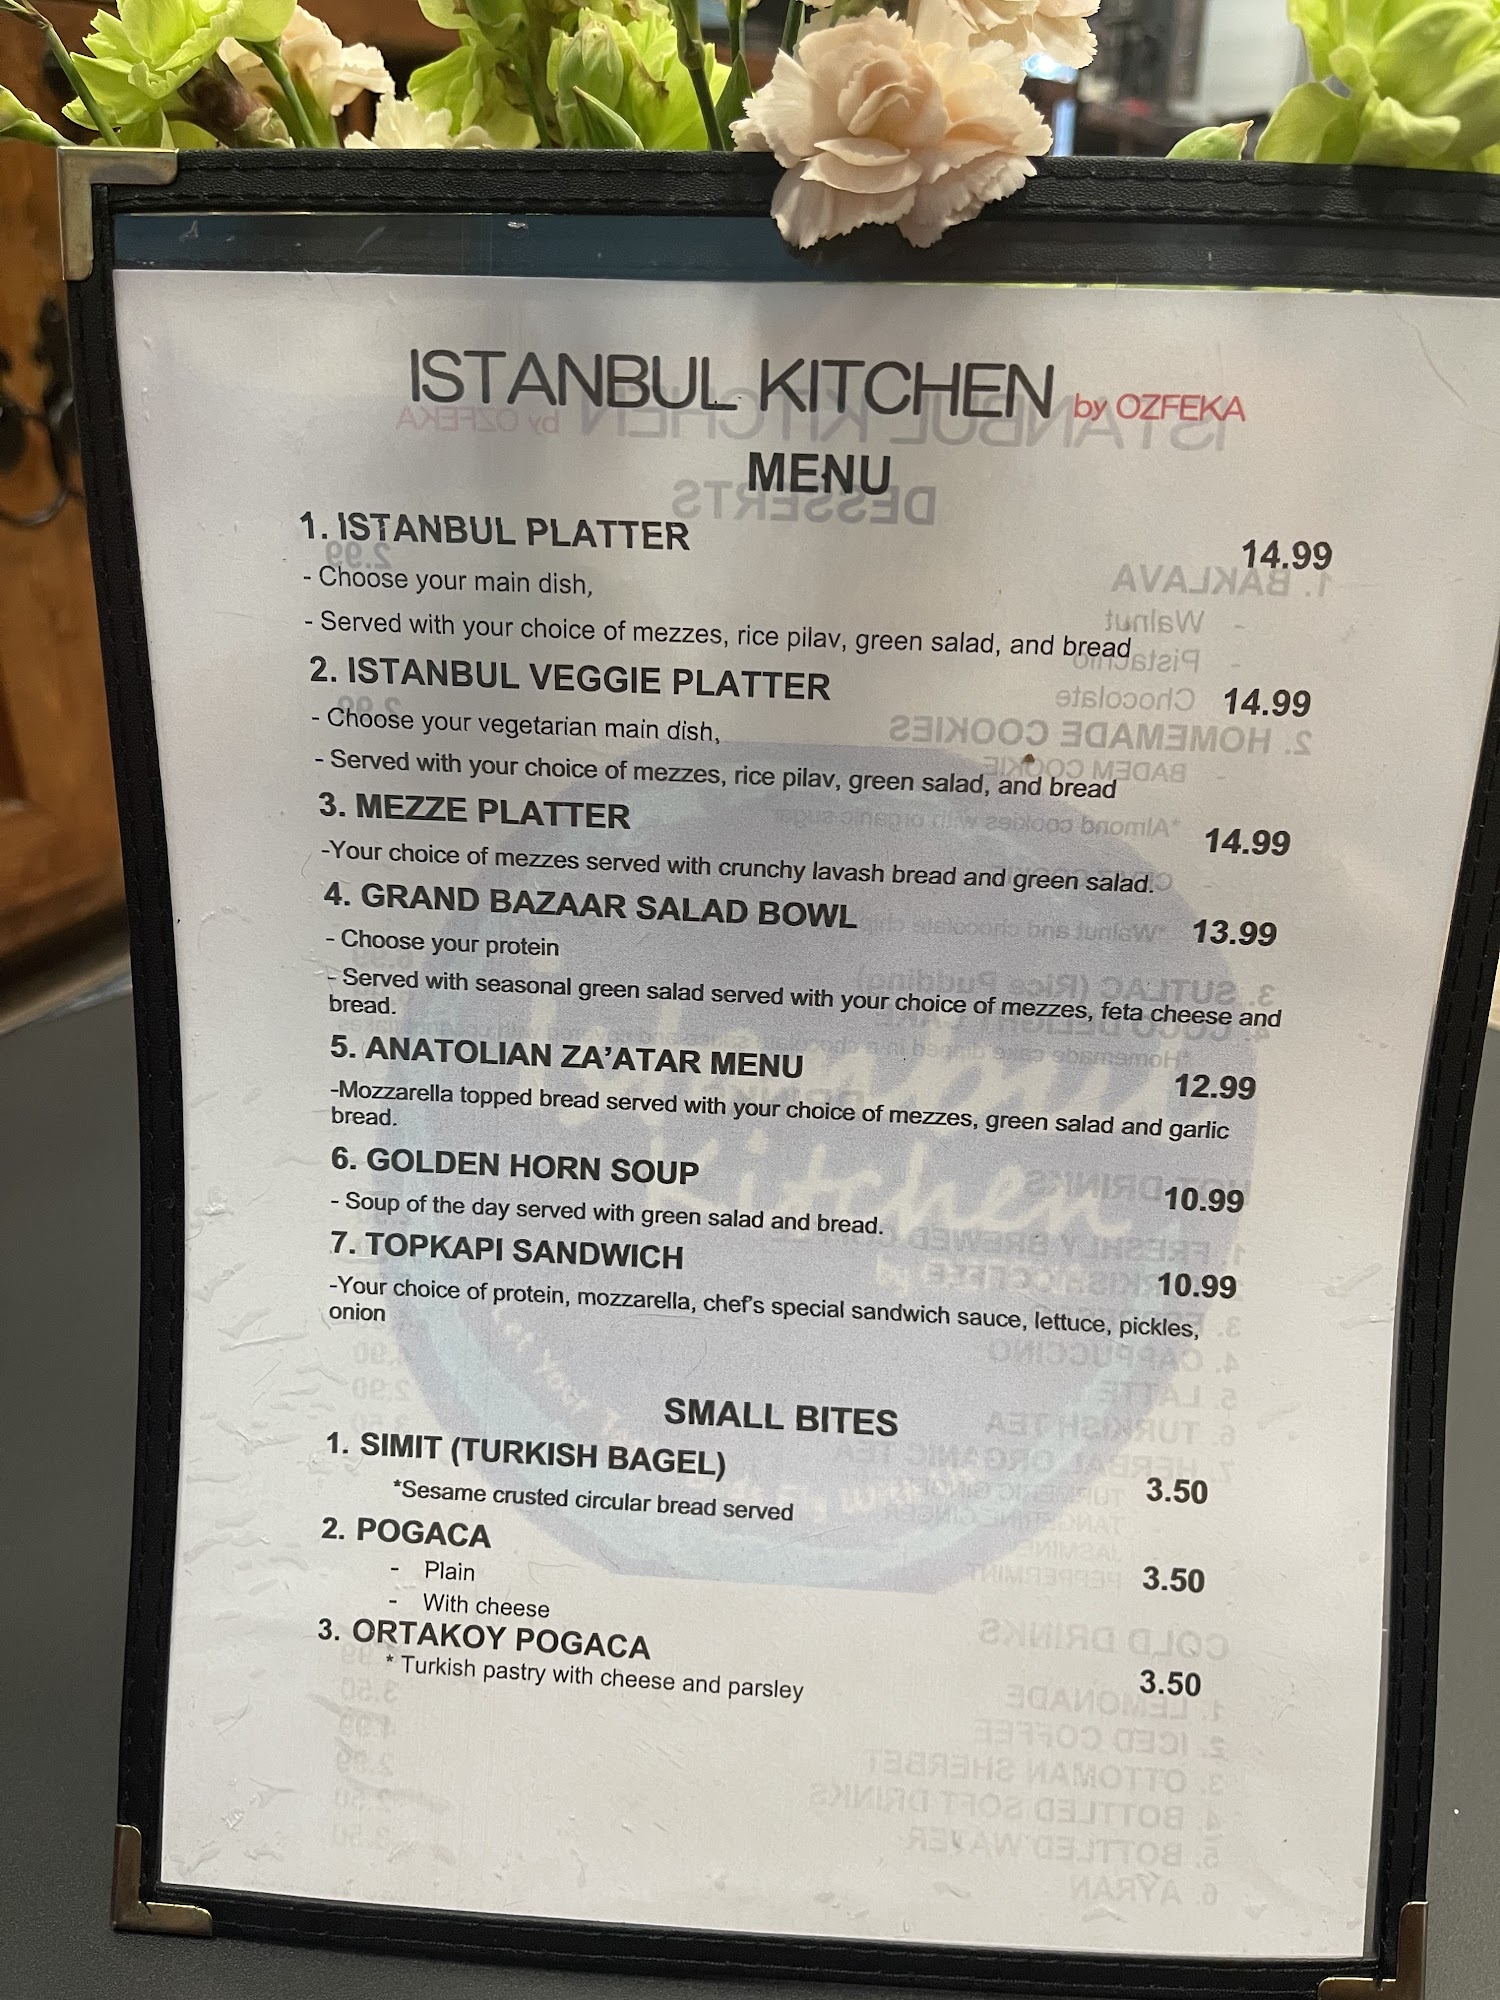 ISTANBUL KITCHEN by OZFEKA
MENU
1. ISTANBUL PLATTER 14.99
- Choose your main dish,
- Served with your choice of mezzes, rice pilav, green salad, and bread
2. ISTANBUL VEGGIE PLATTER 14.99
- Choose your vegetarian main dish,
- Served with your choice of mezzes, rice pilav, green salad, and bread
3. MEZZE PLATTER 14.99
-Your choice of mezzes served with crunchy lavash bread and green salad.
4. GRAND BAZAAR SALAD BOWL 13.99
- Choose your protein
- Served with seasonal green salad served with your choice of mezzes, feta cheese and
bread.
5. ANATOLIAN ZA'ATAR MENU 12.99
-Mozzarella topped bread served with your choice of mezzes, green salad and garlic
bread.
6. GOLDEN HORN SOUP 10.99
- Soup of the day served with green salad and bread.
7. TOPKAPI SANDWICH 10.99
-Your choice of protein, mozzarella, chef's special sandwich sauce, lettuce, pickles,
onion
SMALL BITES
1. SIMIT (TURKISH BAGEL) 3.50
*Sesame crusted circular bread served
2. POGACA 3.50
- Plain
- With cheese
3. ORTAKOY POGACA 3.50
* Turkish pastry with cheese and parsley